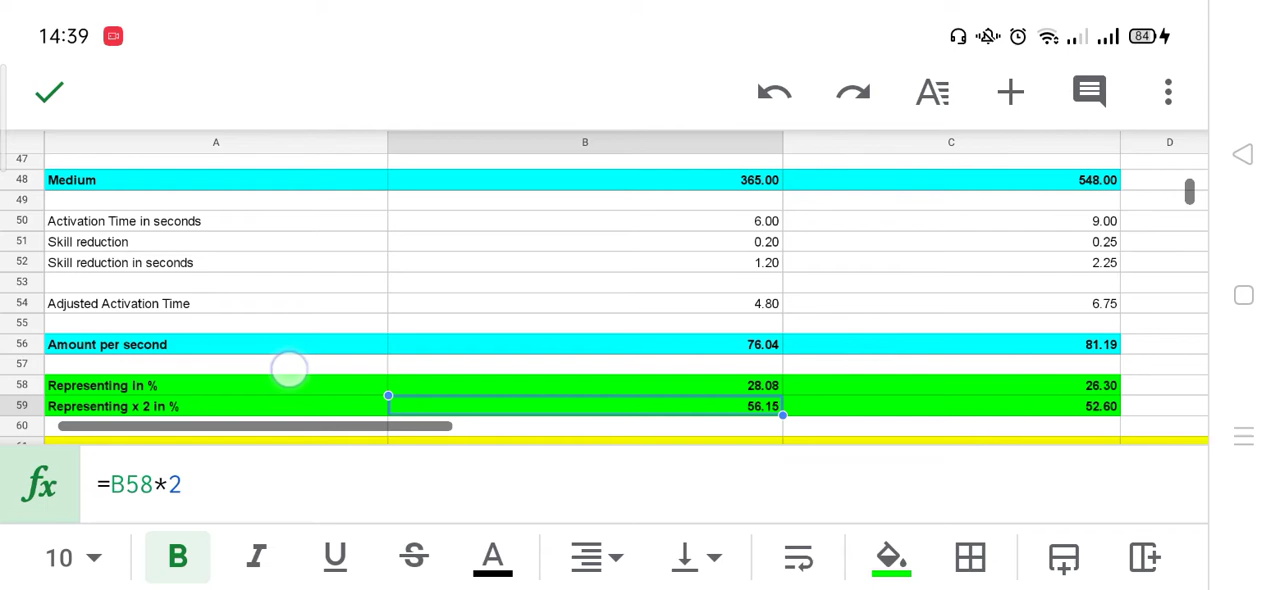 14:39 84
A B C D
47
48 Medium 365.00 548.00
49
50 Activation Time in seconds 6.00 9.00
51 Skill reduction 0.20 0.25
52 Skill reduction in seconds 1.20 2.25
53
54 Adjusted Activation Time 4.80 6.75
55
56 Amount per second 76.04 81.19
57
58 Representing in % 28.08 26.30
59 Representing x 2 in % 56.15 52.60
60
fx =B58*2
10 B I U S A